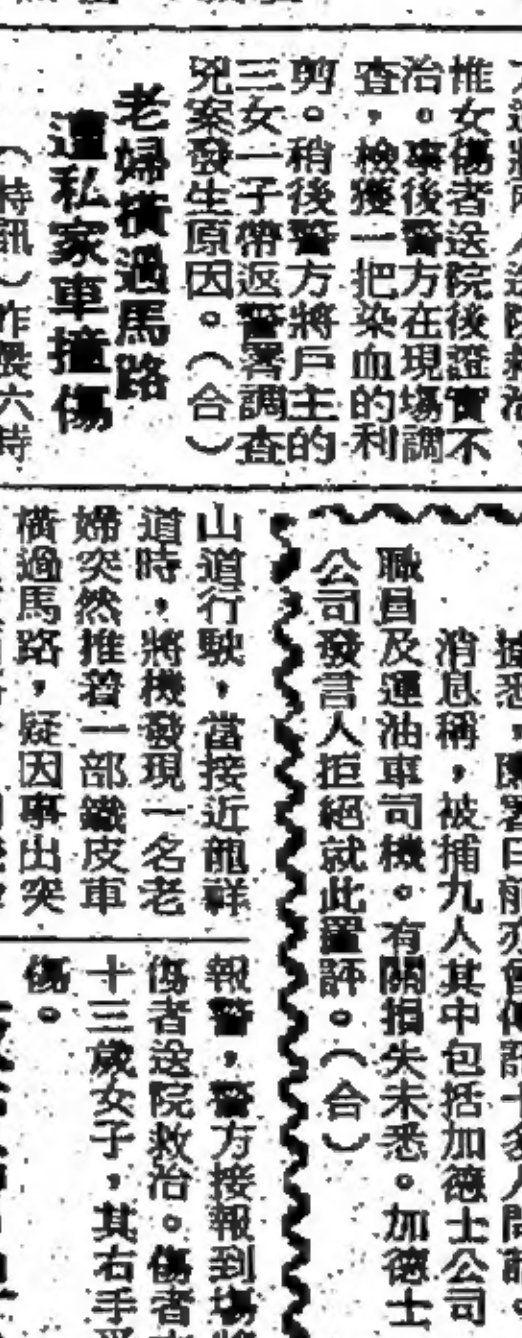 惟女傷者送院後證實不
治。事後警方在現場調
查，檢獲一把染血的利
剪。稍後警方將戶主的
三女一子帶返警署調查
兇案發生原因。（合）
老婦橫過馬路
遭私家車撞傷
（特訊）昨晨六時
消息稱，被捕九人其中包括加德士公司
職員及運油車司機。有關損失未悉。加德士
公司發言人拒絕就此置評。（合）
山道行駛，當接近龍祥
道時，將機發現一名老
婦突然推着一部鐵皮車
橫過馬路，疑因事出突
報警，警方接報到場將
傷者送院救治。傷者
十三歲女子，其右手受
傷。